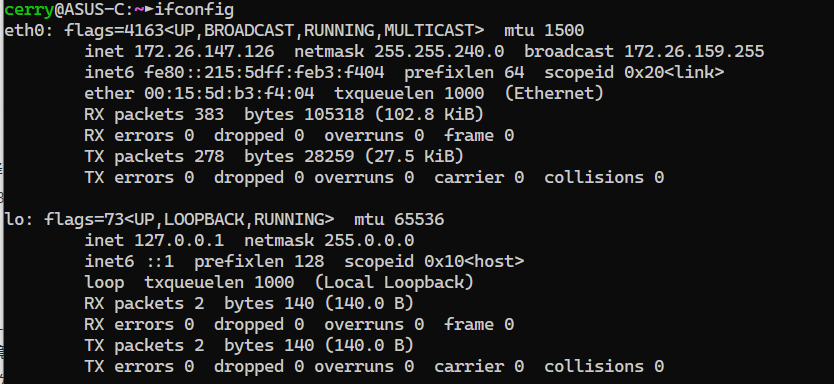 cerry@ASUS-C:~►ifconfig
eth0: flags=4163<UP,BROADCAST,RUNNING,MULTICAST>  mtu 1500
        inet 172.26.147.126  netmask 255.255.240.0  broadcast 172.26.159.255
        inet6 fe80::215:5dff:feb3:f404  prefixlen 64  scopeid 0x20<link>
        ether 00:15:5d:b3:f4:04  txqueuelen 1000  (Ethernet)
        RX packets 383  bytes 105318 (102.8 KiB)
        RX errors 0  dropped 0  overruns 0  frame 0
        TX packets 278  bytes 28259 (27.5 KiB)
        TX errors 0  dropped 0 overruns 0  carrier 0  collisions 0

lo: flags=73<UP,LOOPBACK,RUNNING>  mtu 65536
        inet 127.0.0.1  netmask 255.0.0.0
        inet6 ::1  prefixlen 128  scopeid 0x10<host>
        loop  txqueuelen 1000  (Local Loopback)
        RX packets 2  bytes 140 (140.0 B)
        RX errors 0  dropped 0  overruns 0  frame 0
        TX packets 2  bytes 140 (140.0 B)
        TX errors 0  dropped 0 overruns 0  carrier 0  collisions 0